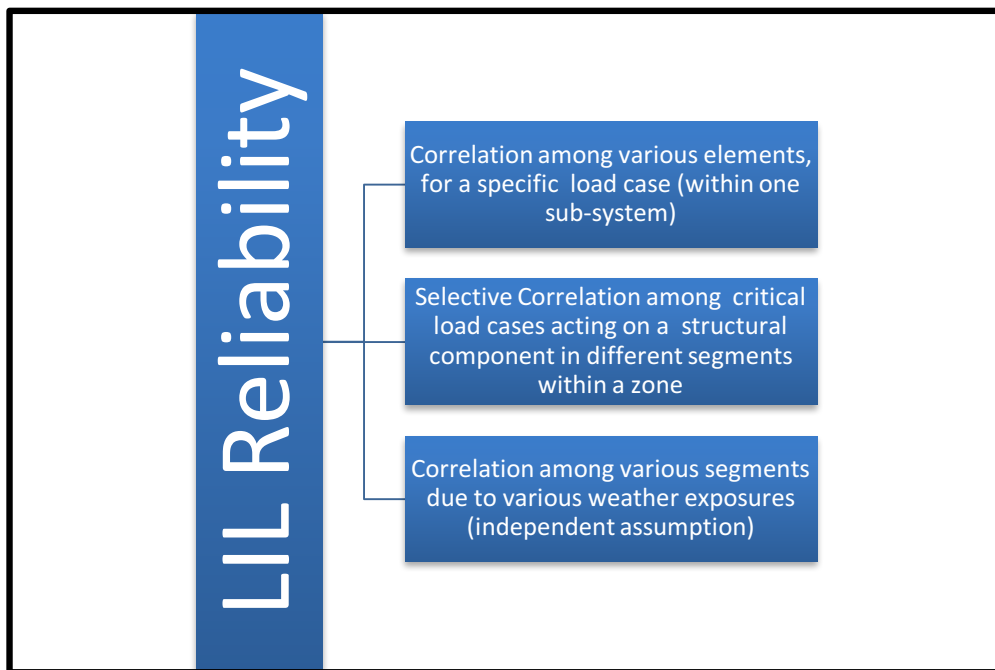 LIL Reliability
Correlation among various elements,
for a specific load case (within one
sub-system)
Selective Correlation among critical
load cases acting on a structural
component in different segments
within a zone
Correlation among various segments
due to various weather exposures
(independent assumption)